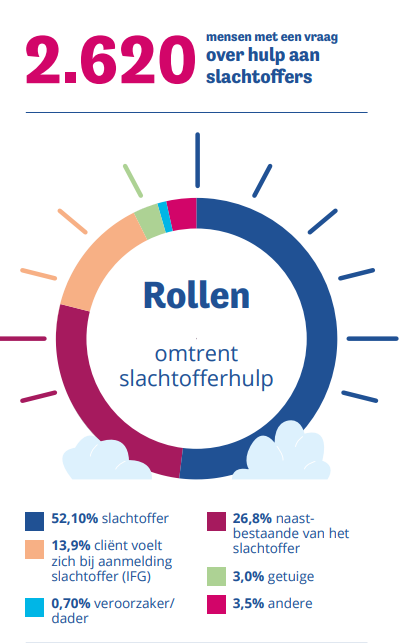 2.620
mensen met een vraag
over hulp aan
slachtoffers
Rollen
omtrent
slachtofferhulp
52,10% slachtoffer
13,9% cliënt voelt
zich bij aanmelding
slachtoffer (IFG)
0,70% veroorzaker/
dader
26,8% naast-
bestaande van het
slachtoffer
3,0% getuige
3,5% andere